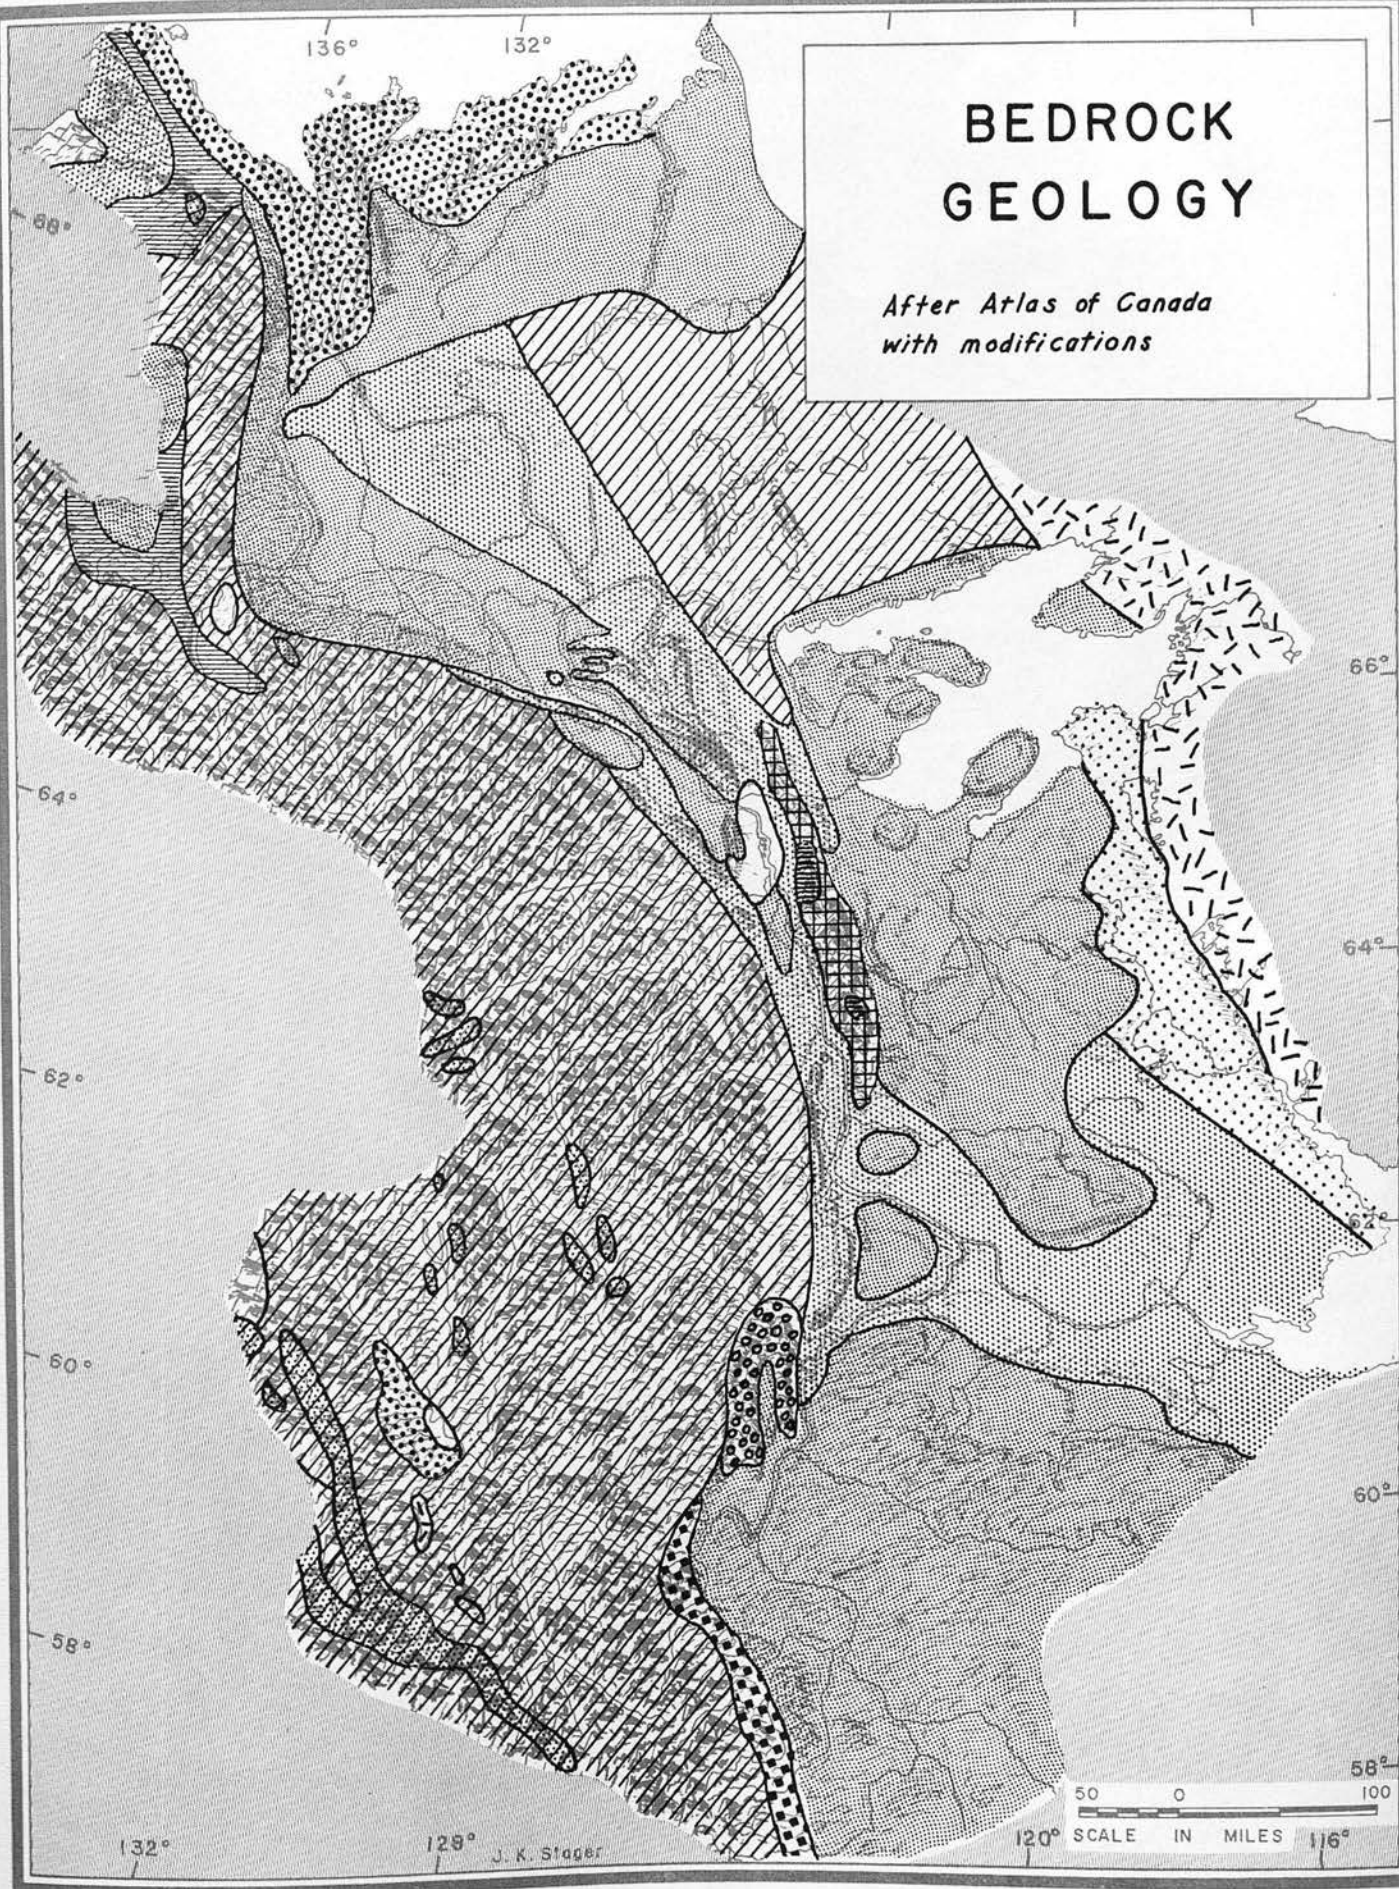 136° 132°
BEDROCK
GEOLOGY
After Atlas of Canada
with modifications
68°
66°
64°
64°
62°
62°
60°
60°
58°
58°
50 0 100
SCALE IN MILES
132° 128° 120° 116°
J. K. Stager